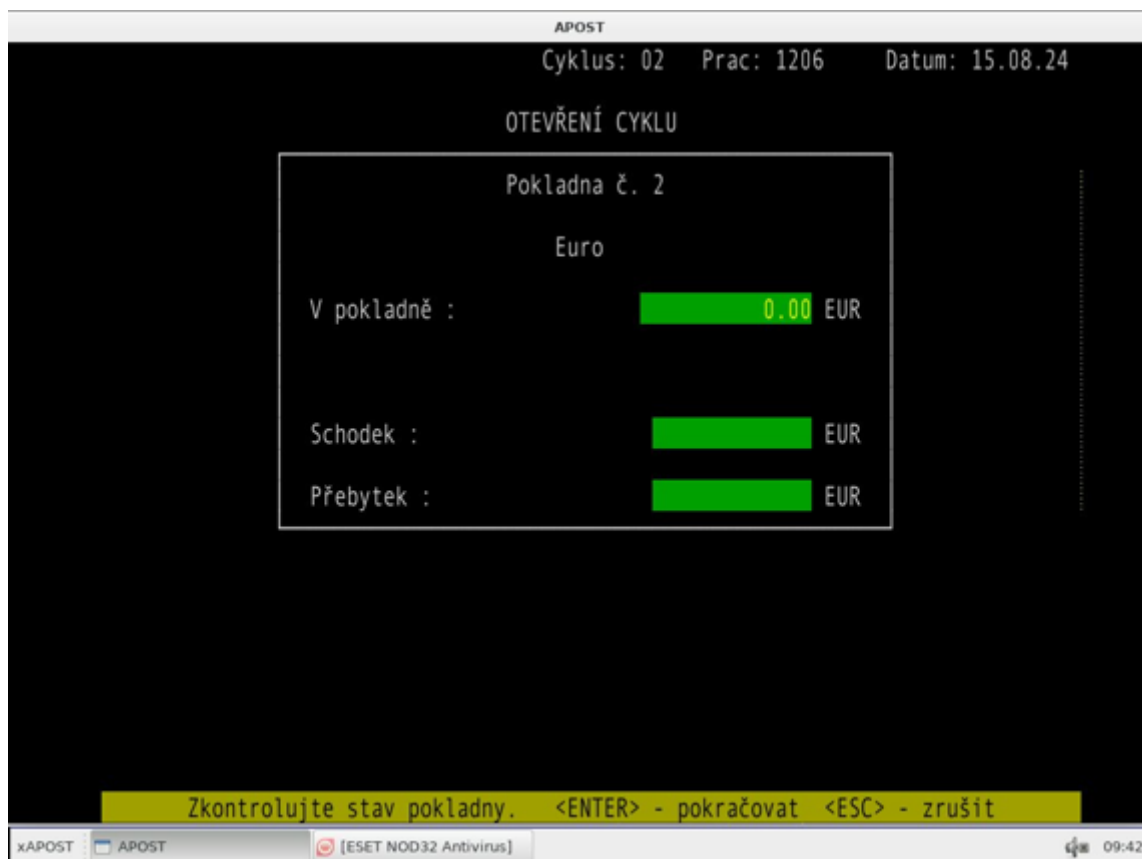 APOST
Cyklus: 02 Prac: 1206 Datum: 15.08.24
OTEVŘENÍ CYKLU
Pokladna č. 2
Euro
V pokladně : 0.00 EUR
Schodek : EUR
Přebytek : EUR
Zkontrolujte stav pokladny. <ENTER> - pokračovat <ESC> - zrušit
xAPOST APOST [ESET NOD32 Antivirus] 09:42